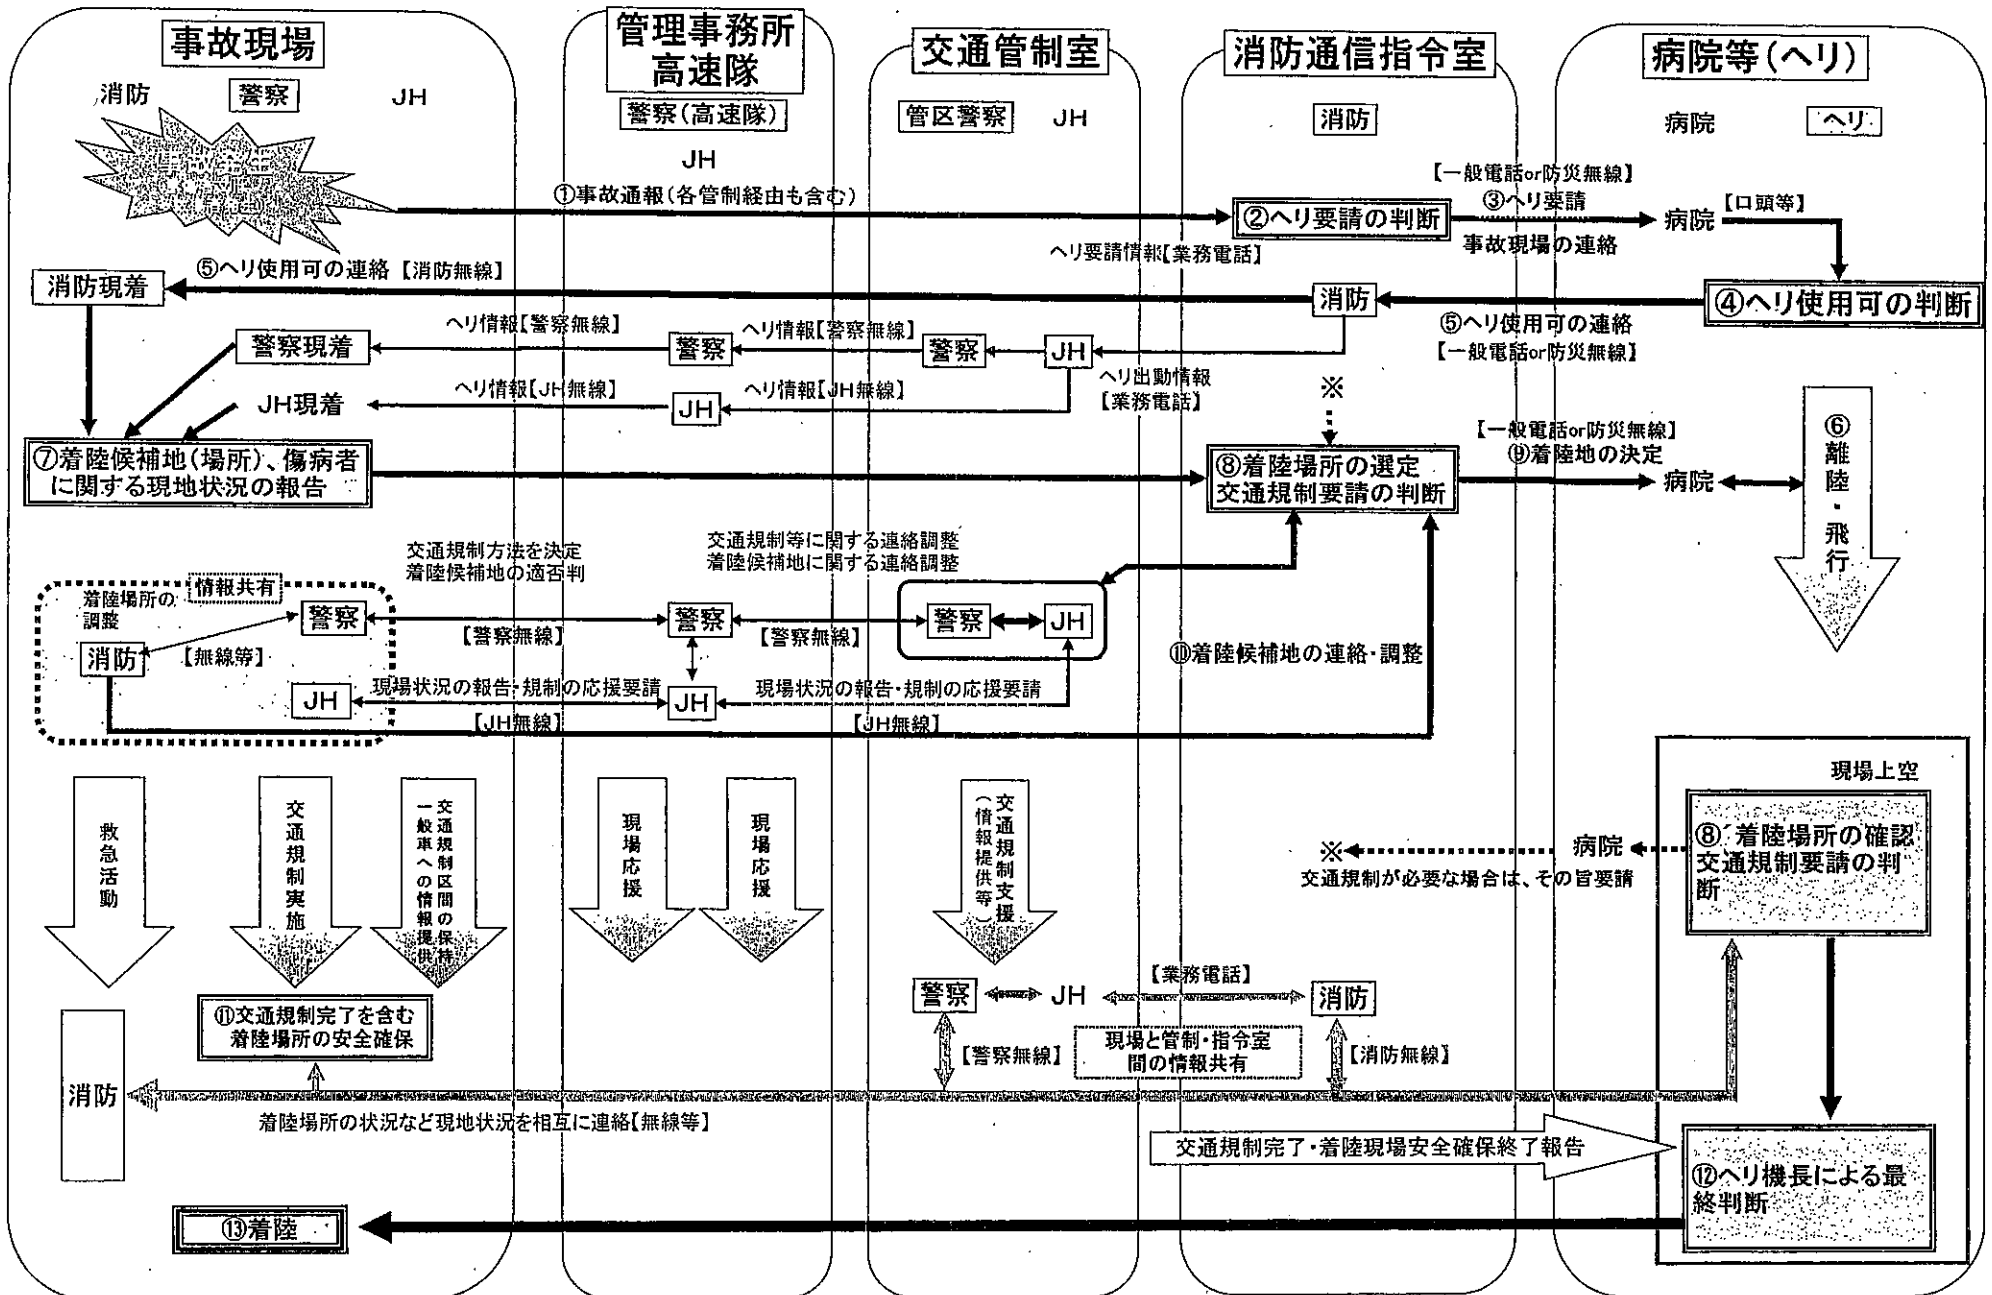 事故現場
消防
警察
JH
管理事務所
高速隊
警察(高速隊)
JH
交通管制室
管区警察
JH
消防通信指令室
消防
病院等(ヘリ)
病院
ヘリ
①事故通報(各管制経由も含む)
②ヘリ要請の判断
【一般電話or防災無線】
③ヘリ要請
事故現場の連絡
病院
【口頭等】
ヘリ要請情報【業務電話】
④ヘリ使用可の判断
⑤ヘリ使用可の連絡
【一般電話or防災無線】
消防
⑤ヘリ使用可の連絡【消防無線】
消防現着
ヘリ出動情報
【業務電話】
JH
警察
ヘリ情報【警察無線】
警察
ヘリ情報【警察無線】
警察現着
ヘリ情報【JH無線】
JH
ヘリ情報【JH無線】
JH現着
⑥離陸・飛行
⑦着陸候補地(場所)、傷病者
に関する現地状況の報告
※
⑧着陸場所の選定
交通規制要請の判断
【一般電話or防災無線】
⑨着陸地の決定
病院
交通規制方法を決定
着陸候補地の適否判
交通規制等に関する連絡調整
着陸候補地に関する連絡調整
情報共有
着陸場所の
調整
警察
消防
【無線等】
JH
【警察無線】
警察
【警察無線】
警察
JH
⑩着陸候補地の連絡・調整
現場状況の報告・規制の応援要請
【JH無線】
JH
現場状況の報告・規制の応援要請
【JH無線】
救急活動
交通規制実施
交通規制区間の保持
一般車への情報提供
現場応援
現場応援
交通規制支援
(情報提供等)
現場上空
⑧´着陸場所の確認
交通規制要請の判
断
病院
※
交通規制が必要な場合は、その旨要請
⑪交通規制完了を含む
着陸場所の安全確保
警察
JH
【業務電話】
消防
【警察無線】
現場と管制・指令室
間の情報共有
【消防無線】
消防
着陸場所の状況など現地状況を相互に連絡【無線等】
交通規制完了・着陸現場安全確保終了報告
⑫ヘリ機長による最
終判断
⑬着陸